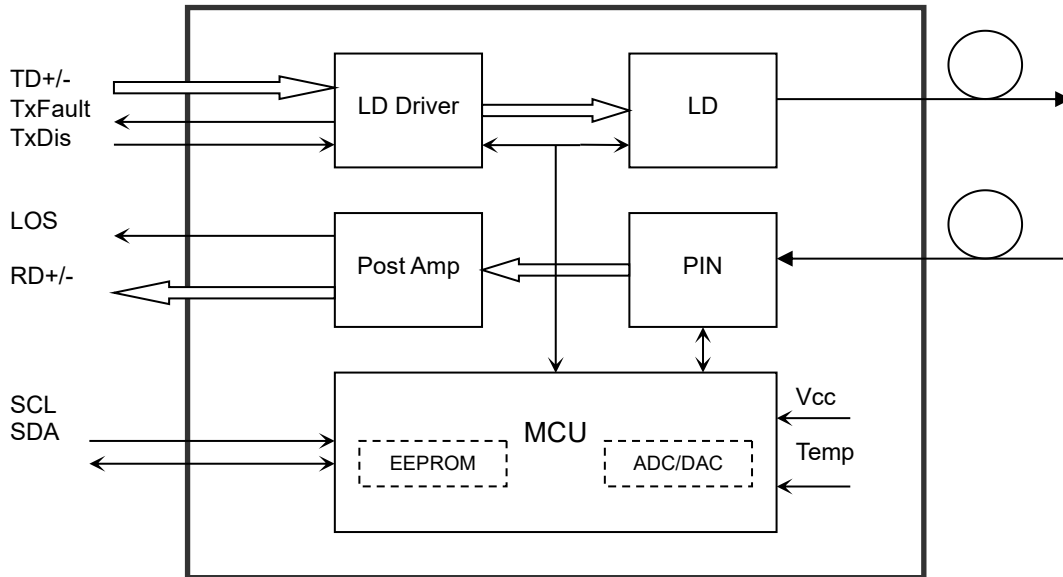 TD+/-
TxFault
TxDis
LD Driver
LD
LOS
RD+/-
Post Amp
PIN
SCL
SDA
MCU
EEPROM
ADC/DAC
Vcc
Temp